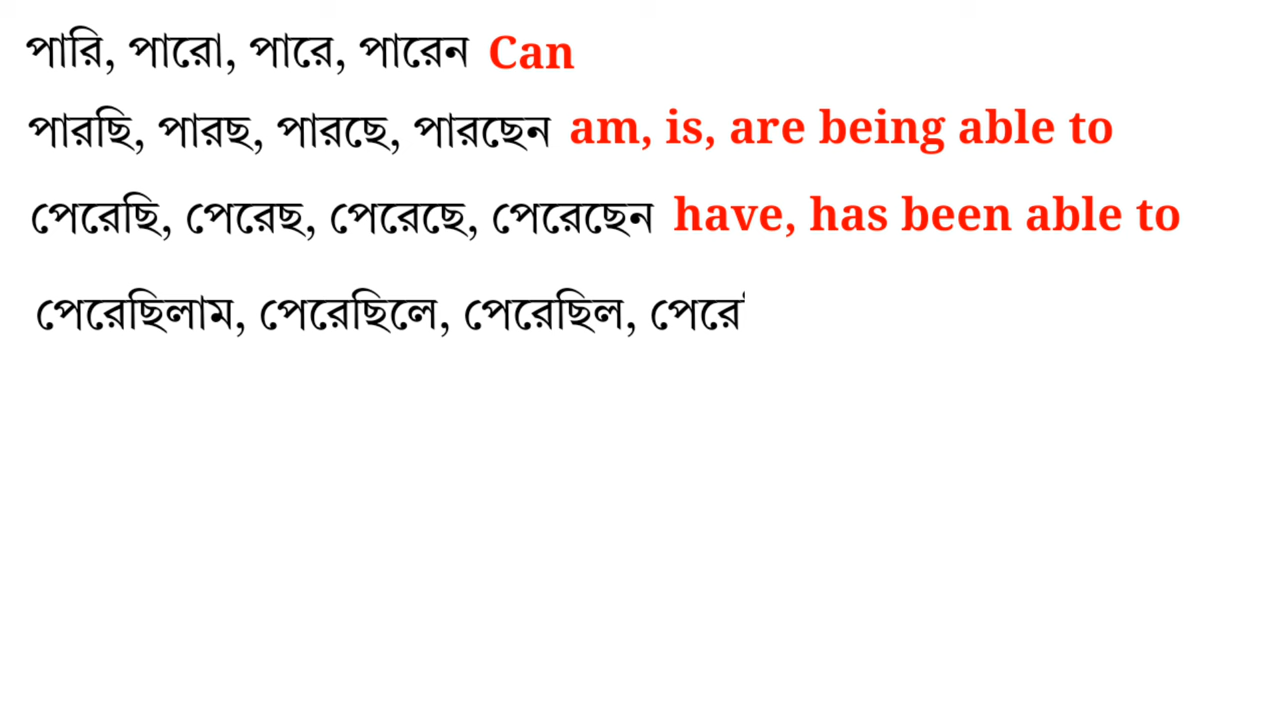 পারি, পারো, পারে, পারেন Can
পারছি, পারছ, পারছে, পারছেন am, is, are being able to
পেরেছি, পেরেছ, পেরেছে, পেরেছেন have, has been able to
পেরেছিলাম, পেরেছিলে, পেরেছিল,